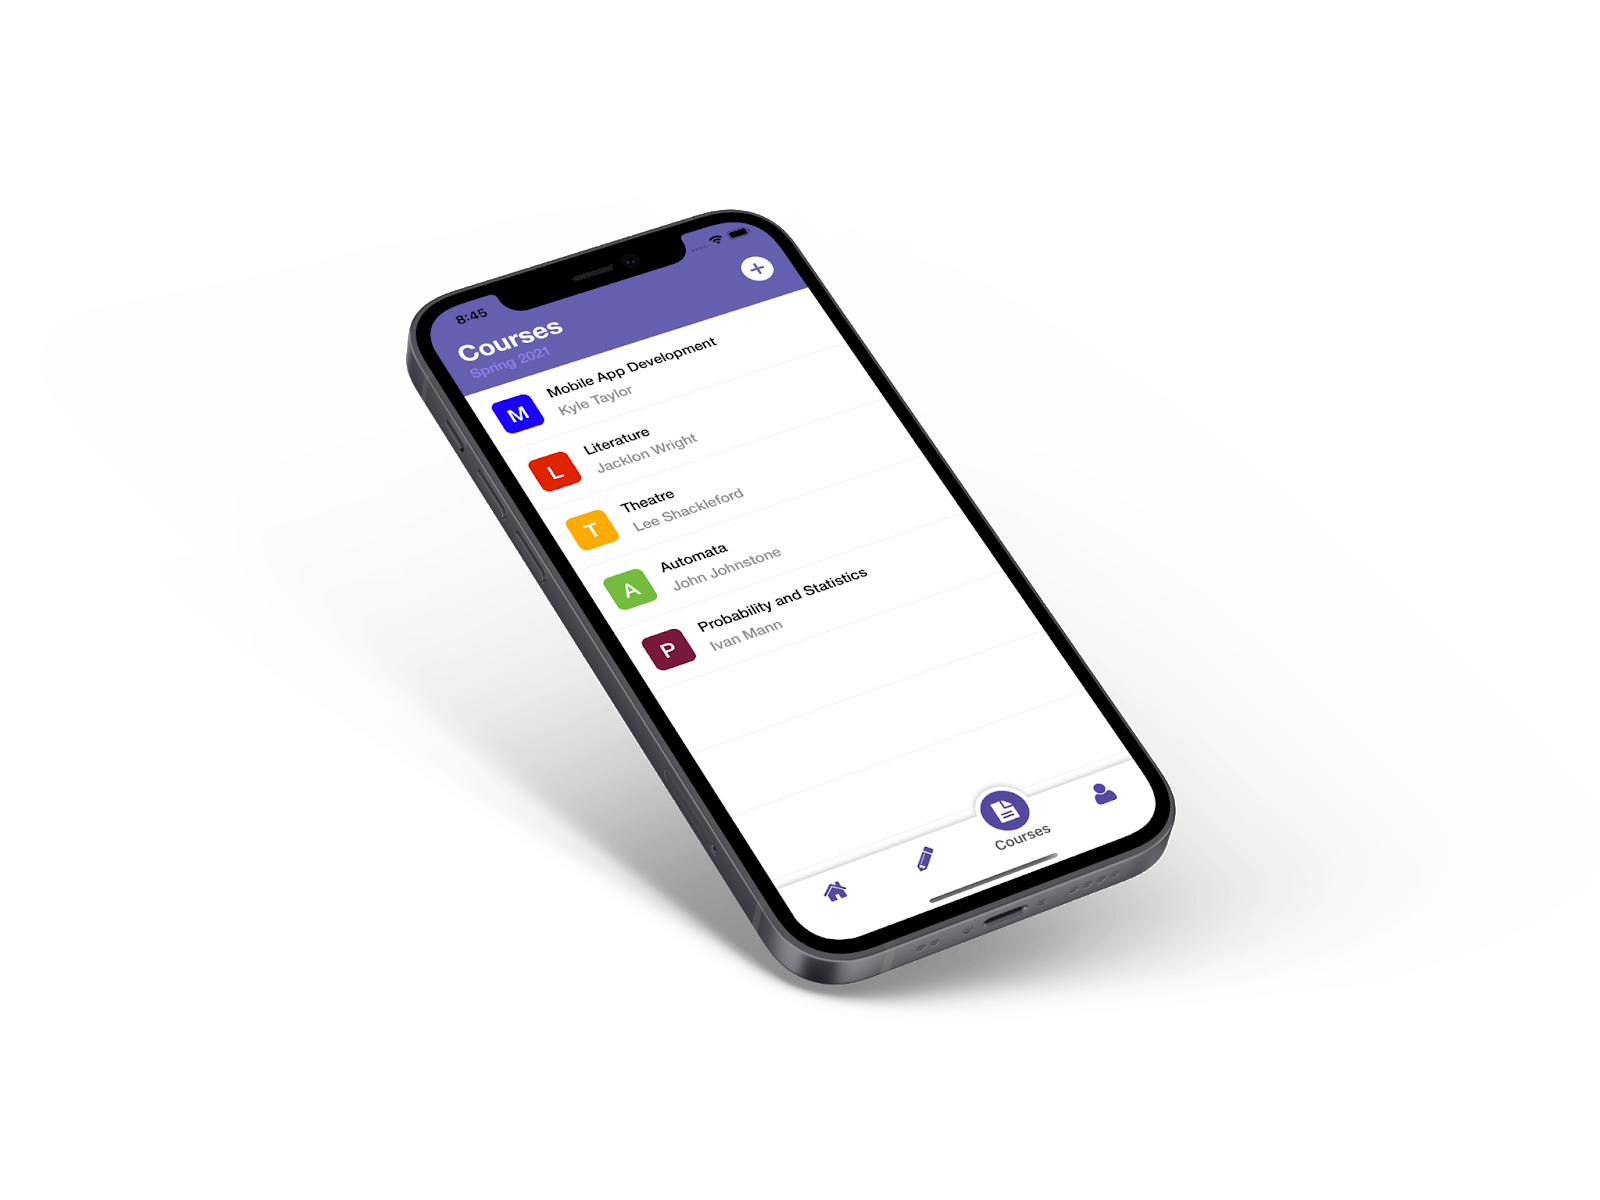 8:45
Courses
Spring 2021
M
Mobile App Development
Kyle Taylor
L
Literature
Jacklon Wright
T
Theatre
Lee Shackleford
A
Automata
John Johnstone
P
Probability and Statistics
Ivan Mann
Courses